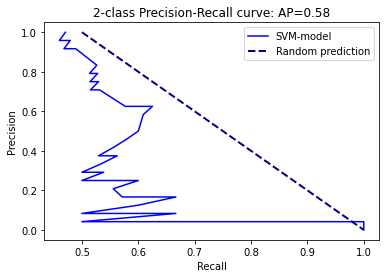 2-class Precision-Recall curve: AP=0.58
SVM-model
Random prediction
1.0
0.8
0.6
0.4
0.2
0.0
Precision
0.5 0.6 0.7 0.8 0.9 1.0
Recall